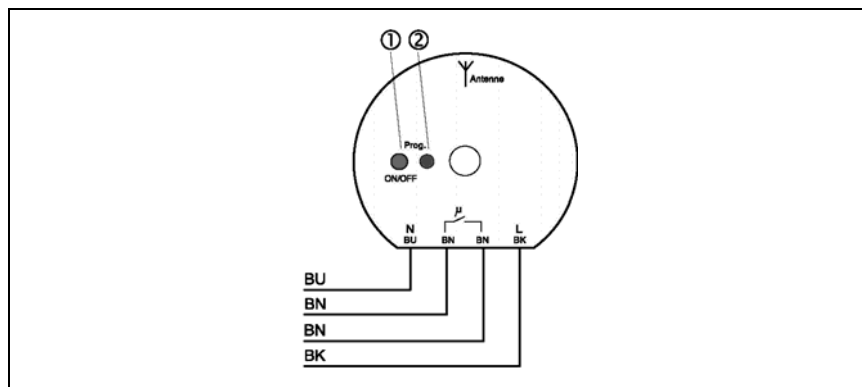 ① ②
Antenne
Prog.
ON/OFF
µ
N L
BU BN BN BK
BU
BN
BN
BK